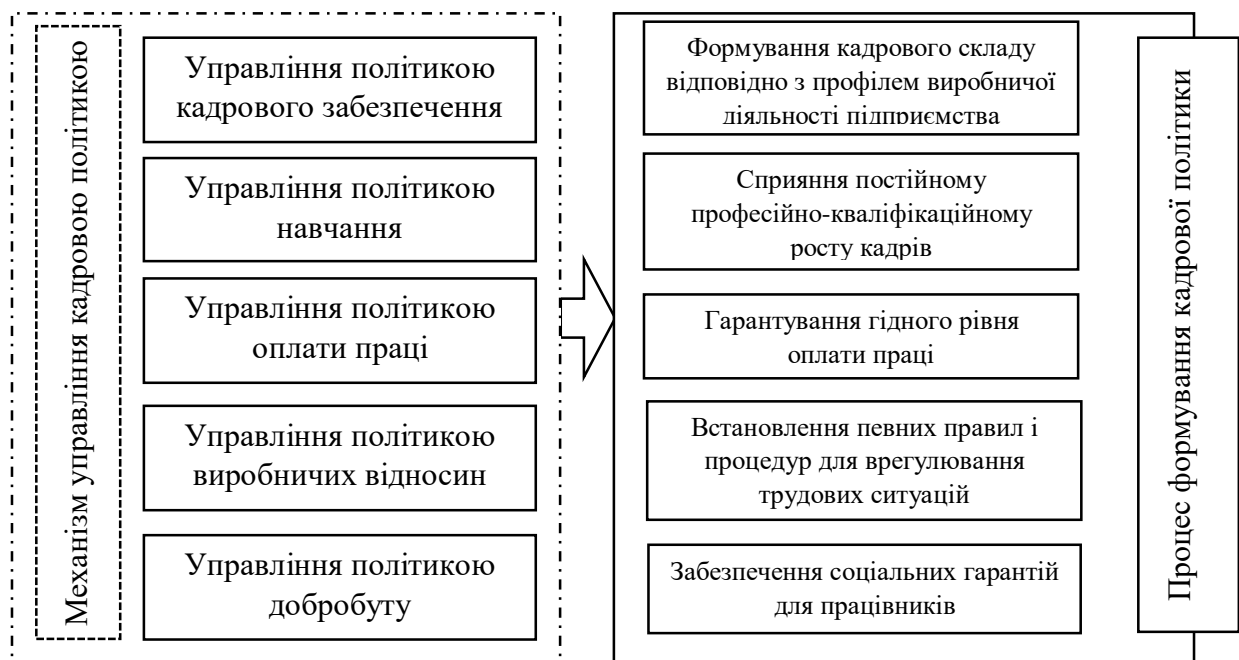 Механізм управління кадровою політикою
Управління політикою
кадрового забезпечення
Управління політикою
навчання
Управління політикою
оплати праці
Управління політикою
виробничих відносин
Управління політикою
добробуту
Формування кадрового складу
відповідно з профілем виробничої
діяльності підприємства
Сприяння постійному
професійно-кваліфікаційному
росту кадрів
Гарантування гідного рівня
оплати праці
Встановлення певних правил і
процедур для врегулювання
трудових ситуацій
Забезпечення соціальних гарантій
для працівників
Процес формування кадрової політики